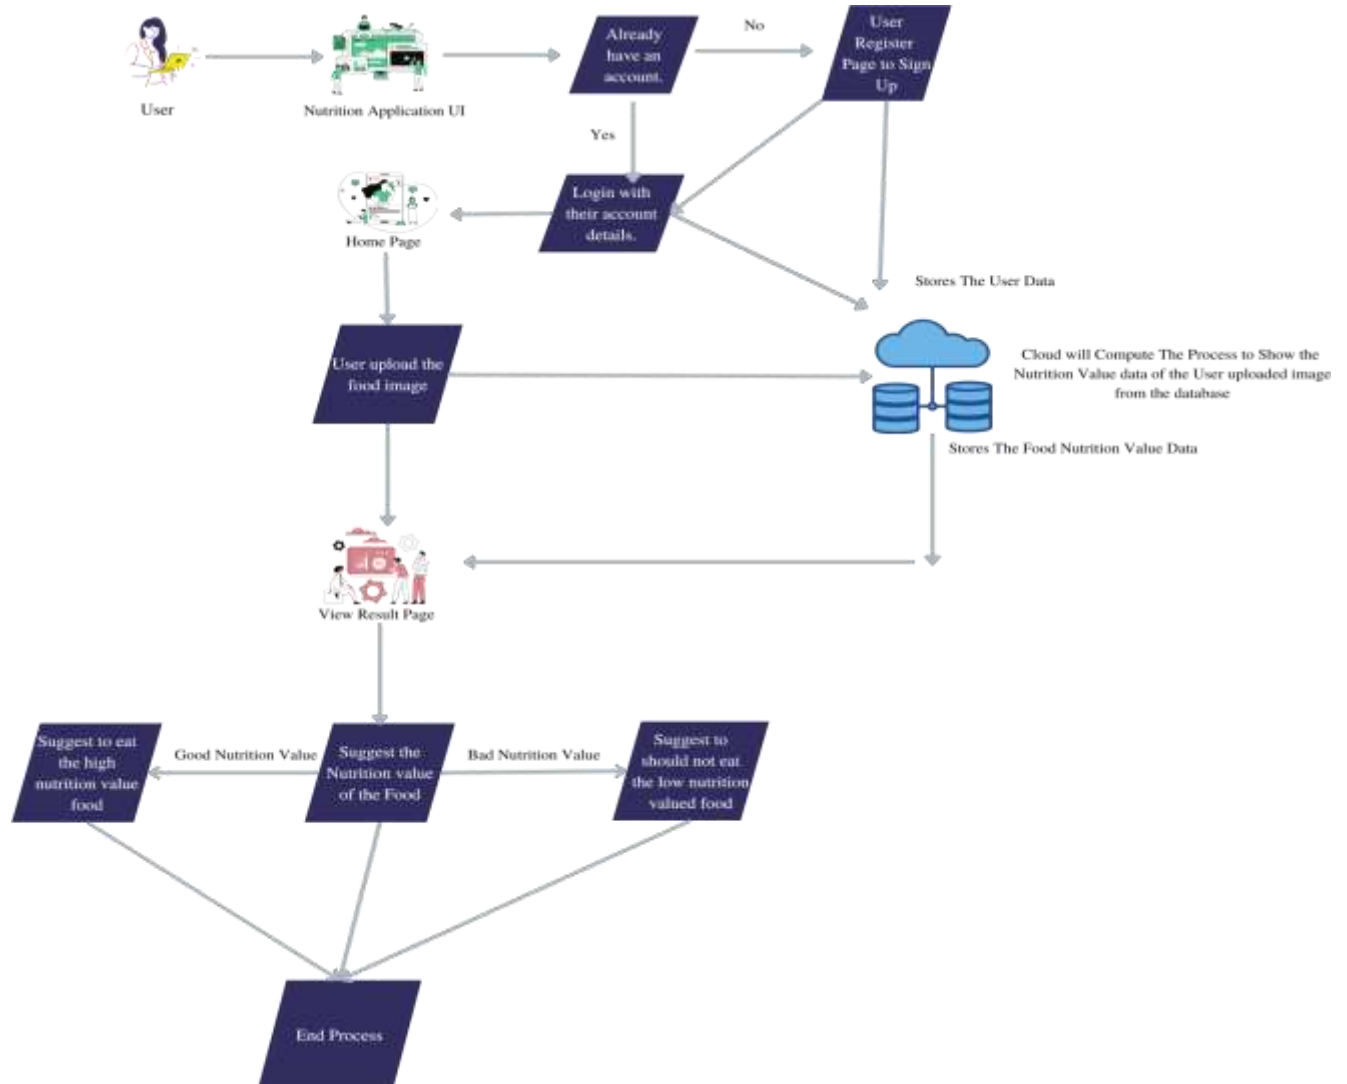 Already
have an
account.
No
User
Register
Page to Sign
Up
User
Nutrition Application UI
Yes
Login with
their account
details.
Home Page
Stores The User Data
User upload the
food image
Cloud will Compute The Process to Show the
Nutrition Value data of the User uploaded image
from the database
Stores The Food Nutrition Value Data
View Result Page
Suggest to eat
the high
nutrition value
food
Good Nutrition Value
Suggest the
Nutrition value
of the Food
Bad Nutrition Value
Suggest to
should not eat
the low nutrition
valued food
End Process